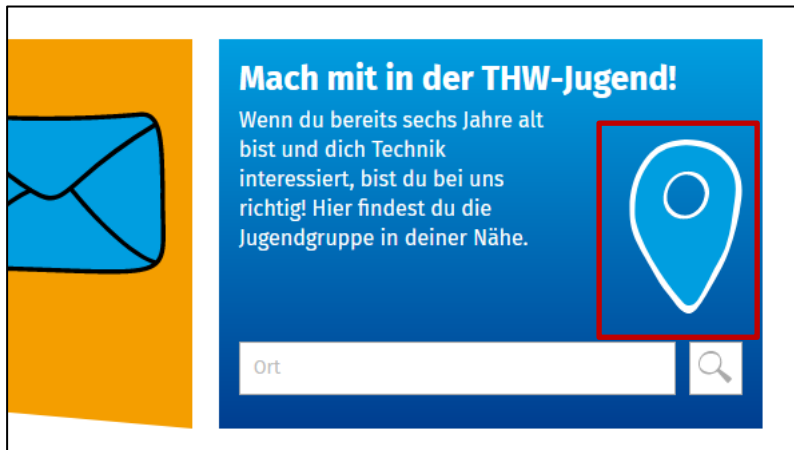 Mach mit in der THW-Jugend!
Wenn du bereits sechs Jahre alt
bist und dich Technik
interessiert, bist du bei uns
richtig! Hier findest du die
Jugendgruppe in deiner Nähe.
Ort